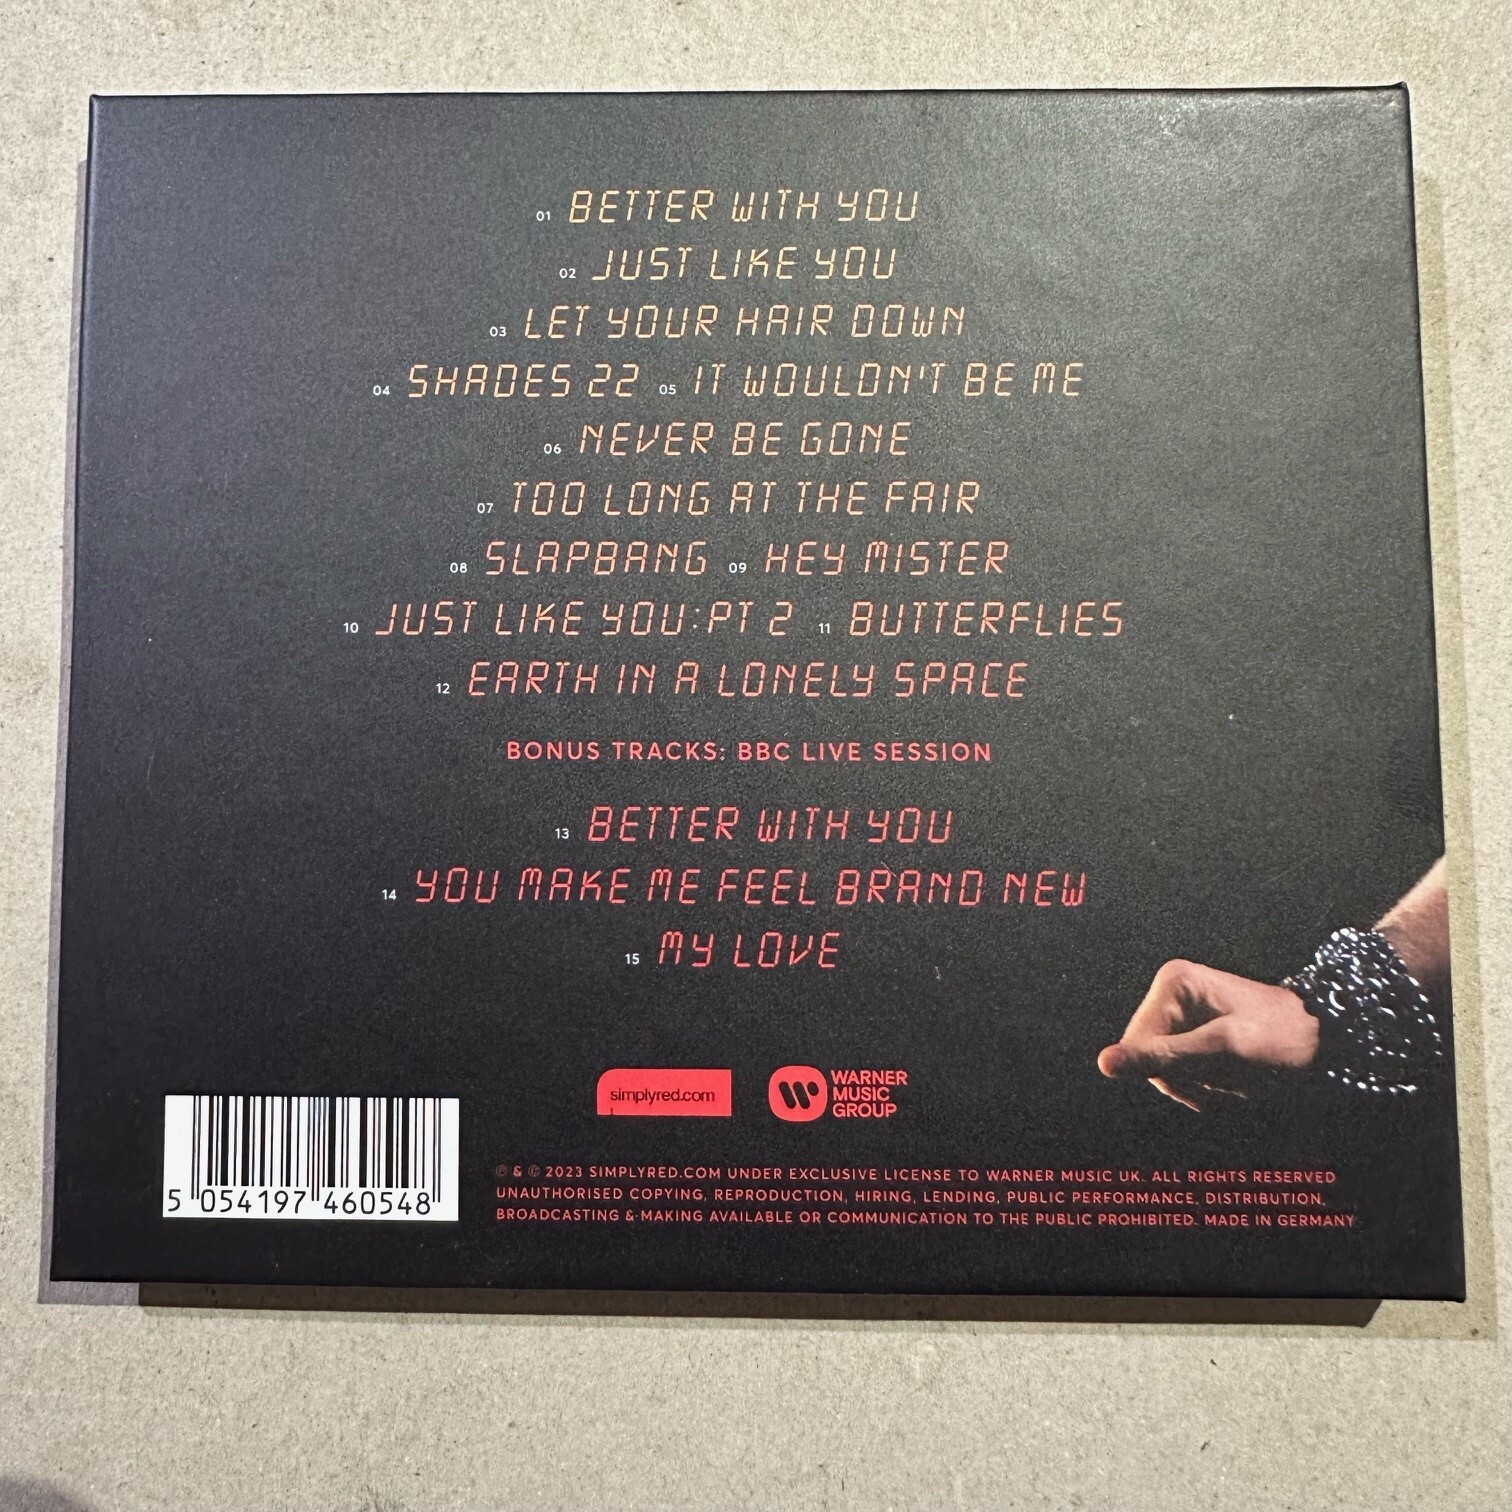 01 BETTER WITH YOU
02 JUST LIKE YOU
03 LET YOUR HAIR DOWN
04 SHADES 22 05 IT WOULDN'T BE ME
06 NEVER BE GONE
07 TOO LONG AT THE FAIR
08 SLAPBANG 09 HEY MISTER
10 JUST LIKE YOU:PT 2 11 BUTTERFLIES
12 EARTH IN A LONELY SPACE
BONUS TRACKS: BBC LIVE SESSION
13 BETTER WITH YOU
14 YOU MAKE ME FEEL BRAND NEW
15 MY LOVE
simplyred.com
WARNER
MUSIC
GROUP
5 054197 460548
℗ & © 2023 SIMPLYRED.COM UNDER EXCLUSIVE LICENSE TO WARNER MUSIC UK. ALL RIGHTS RESERVED
UNAUTHORISED COPYING, REPRODUCTION, HIRING, LENDING, PUBLIC PERFORMANCE, DISTRIBUTION,
BROADCASTING & MAKING AVAILABLE OR COMMUNICATION TO THE PUBLIC PROHIBITED. MADE IN GERMANY